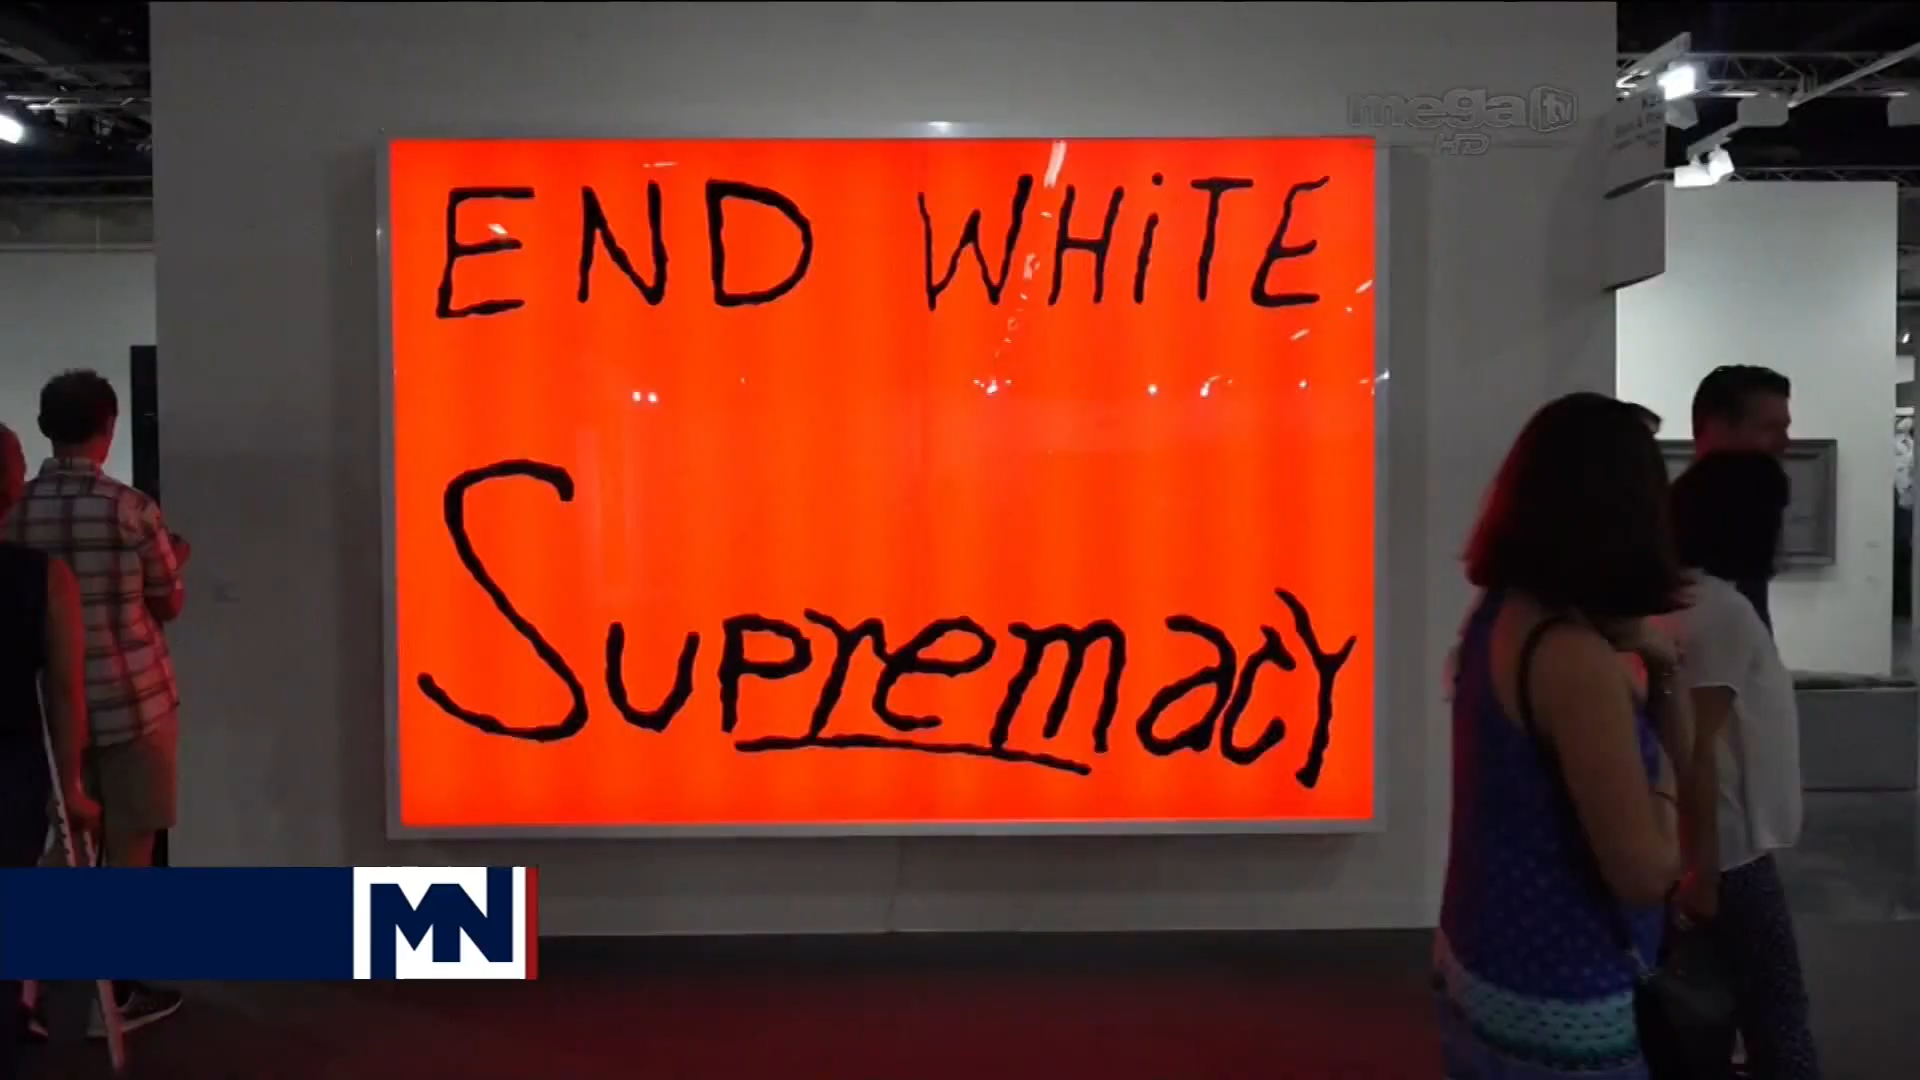 mega tv
HD
END WHiTE
Supremacy
MN